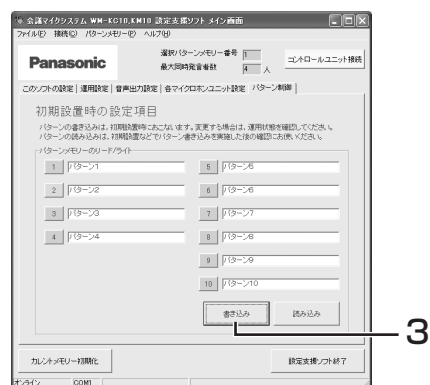 会議マイクシステム WM-KC10,KM10 設定支援ソフト メイン画面
ファイル(F) 接続(C) パターンメモリー(P) ヘルプ(H)
Panasonic
選択パターンメモリー番号 1
最大同時発言者数 4 人
コントロールユニット接続
このソフトの設定 運用設定 音声出力設定 各マイクロホンユニット設定 パターン制御
初期設置時の設定項目
パターンの書き込みは、初期設置時におこないます。変更する場合は、運用状態を確認してください。
パターンの読み込みは、初期設置などでパターン書き込みを実施した後の確認にお使いください。
パターンメモリーのリード/ライト
1 パターン1
2 パターン2
3 パターン3
4 パターン4
5 パターン5
6 パターン6
7 パターン7
8 パターン8
9 パターン9
10 パターン10
書き込み 読み込み
3
カレントメモリー初期化 設定支援ソフト終了
オンライン COM1